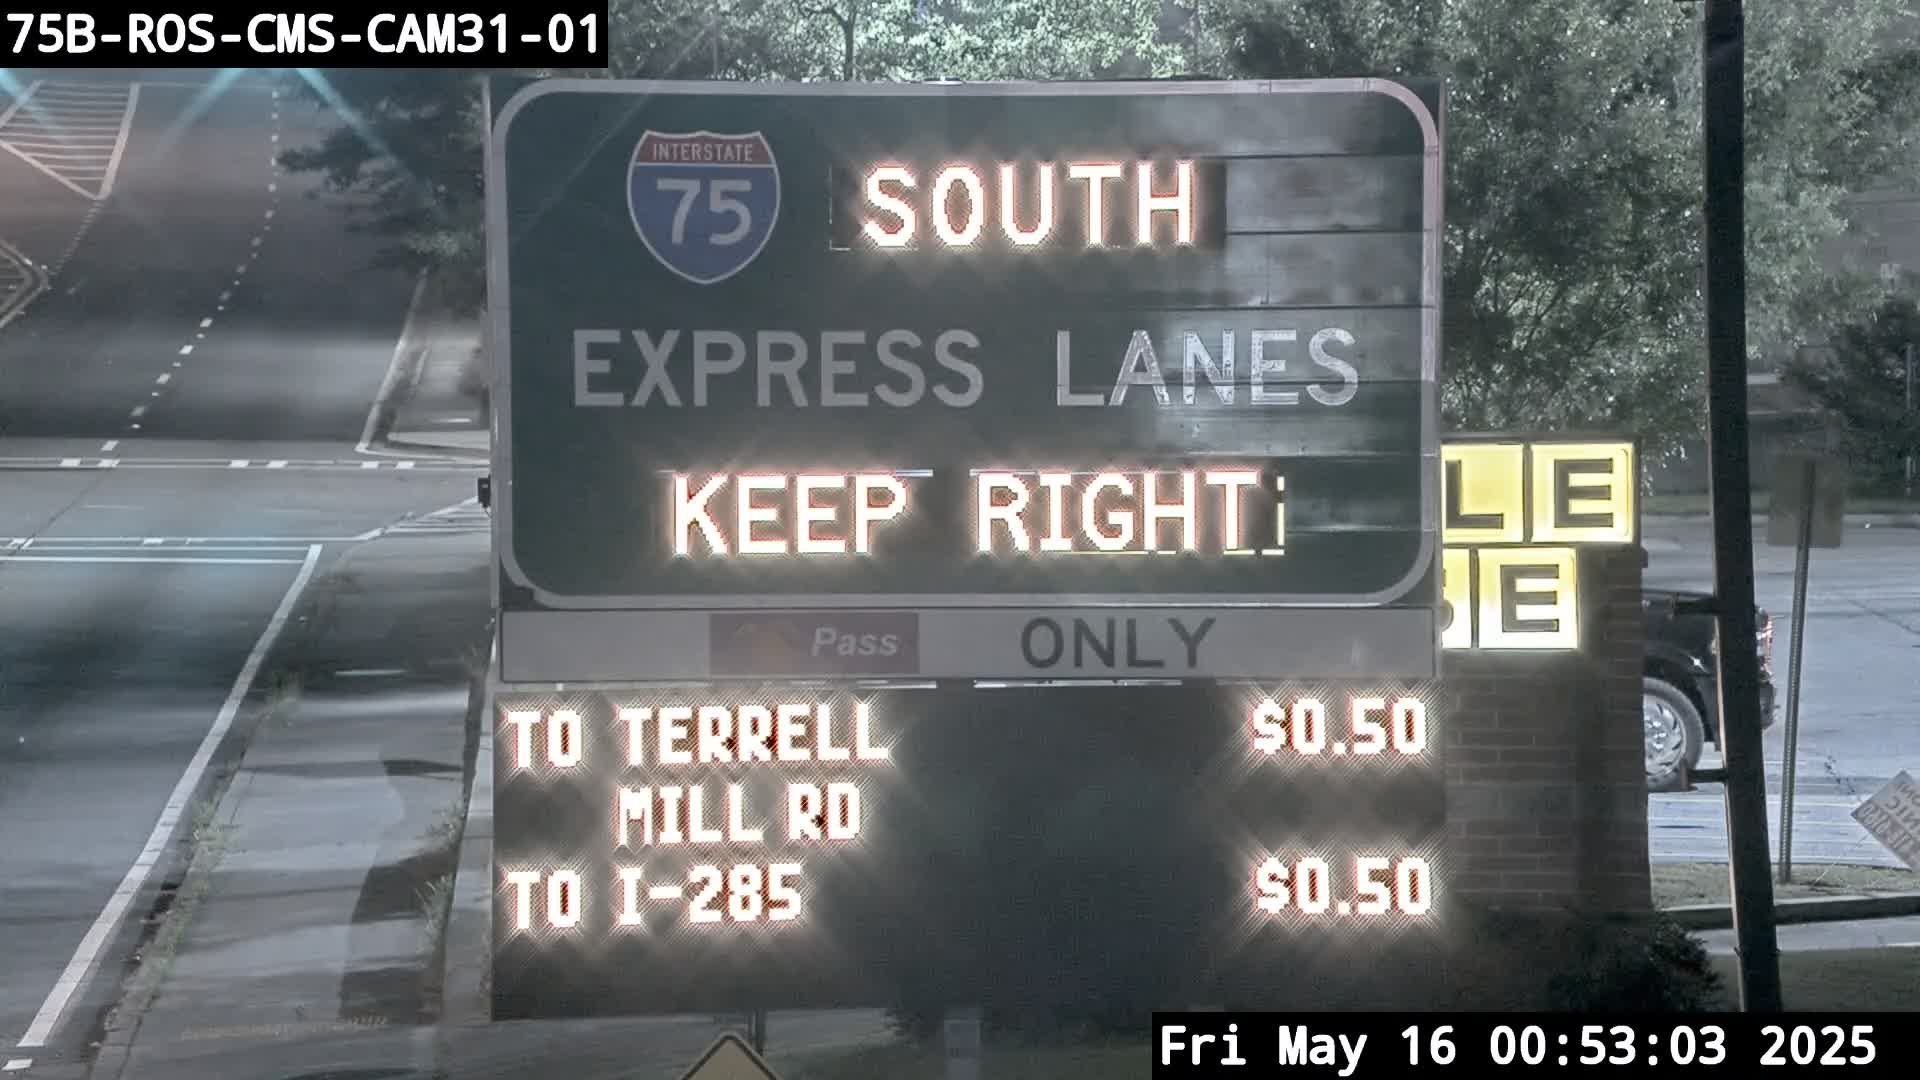 75B-ROS-CMS-CAM31-01
INTERSTATE
75
SOUTH
EXPRESS LANES
KEEP RIGHT
Pass ONLY
TO TERRELL $0.50
MILL RD
TO I-285 $0.50
LE
E
Fri May 16 00:53:03 2025